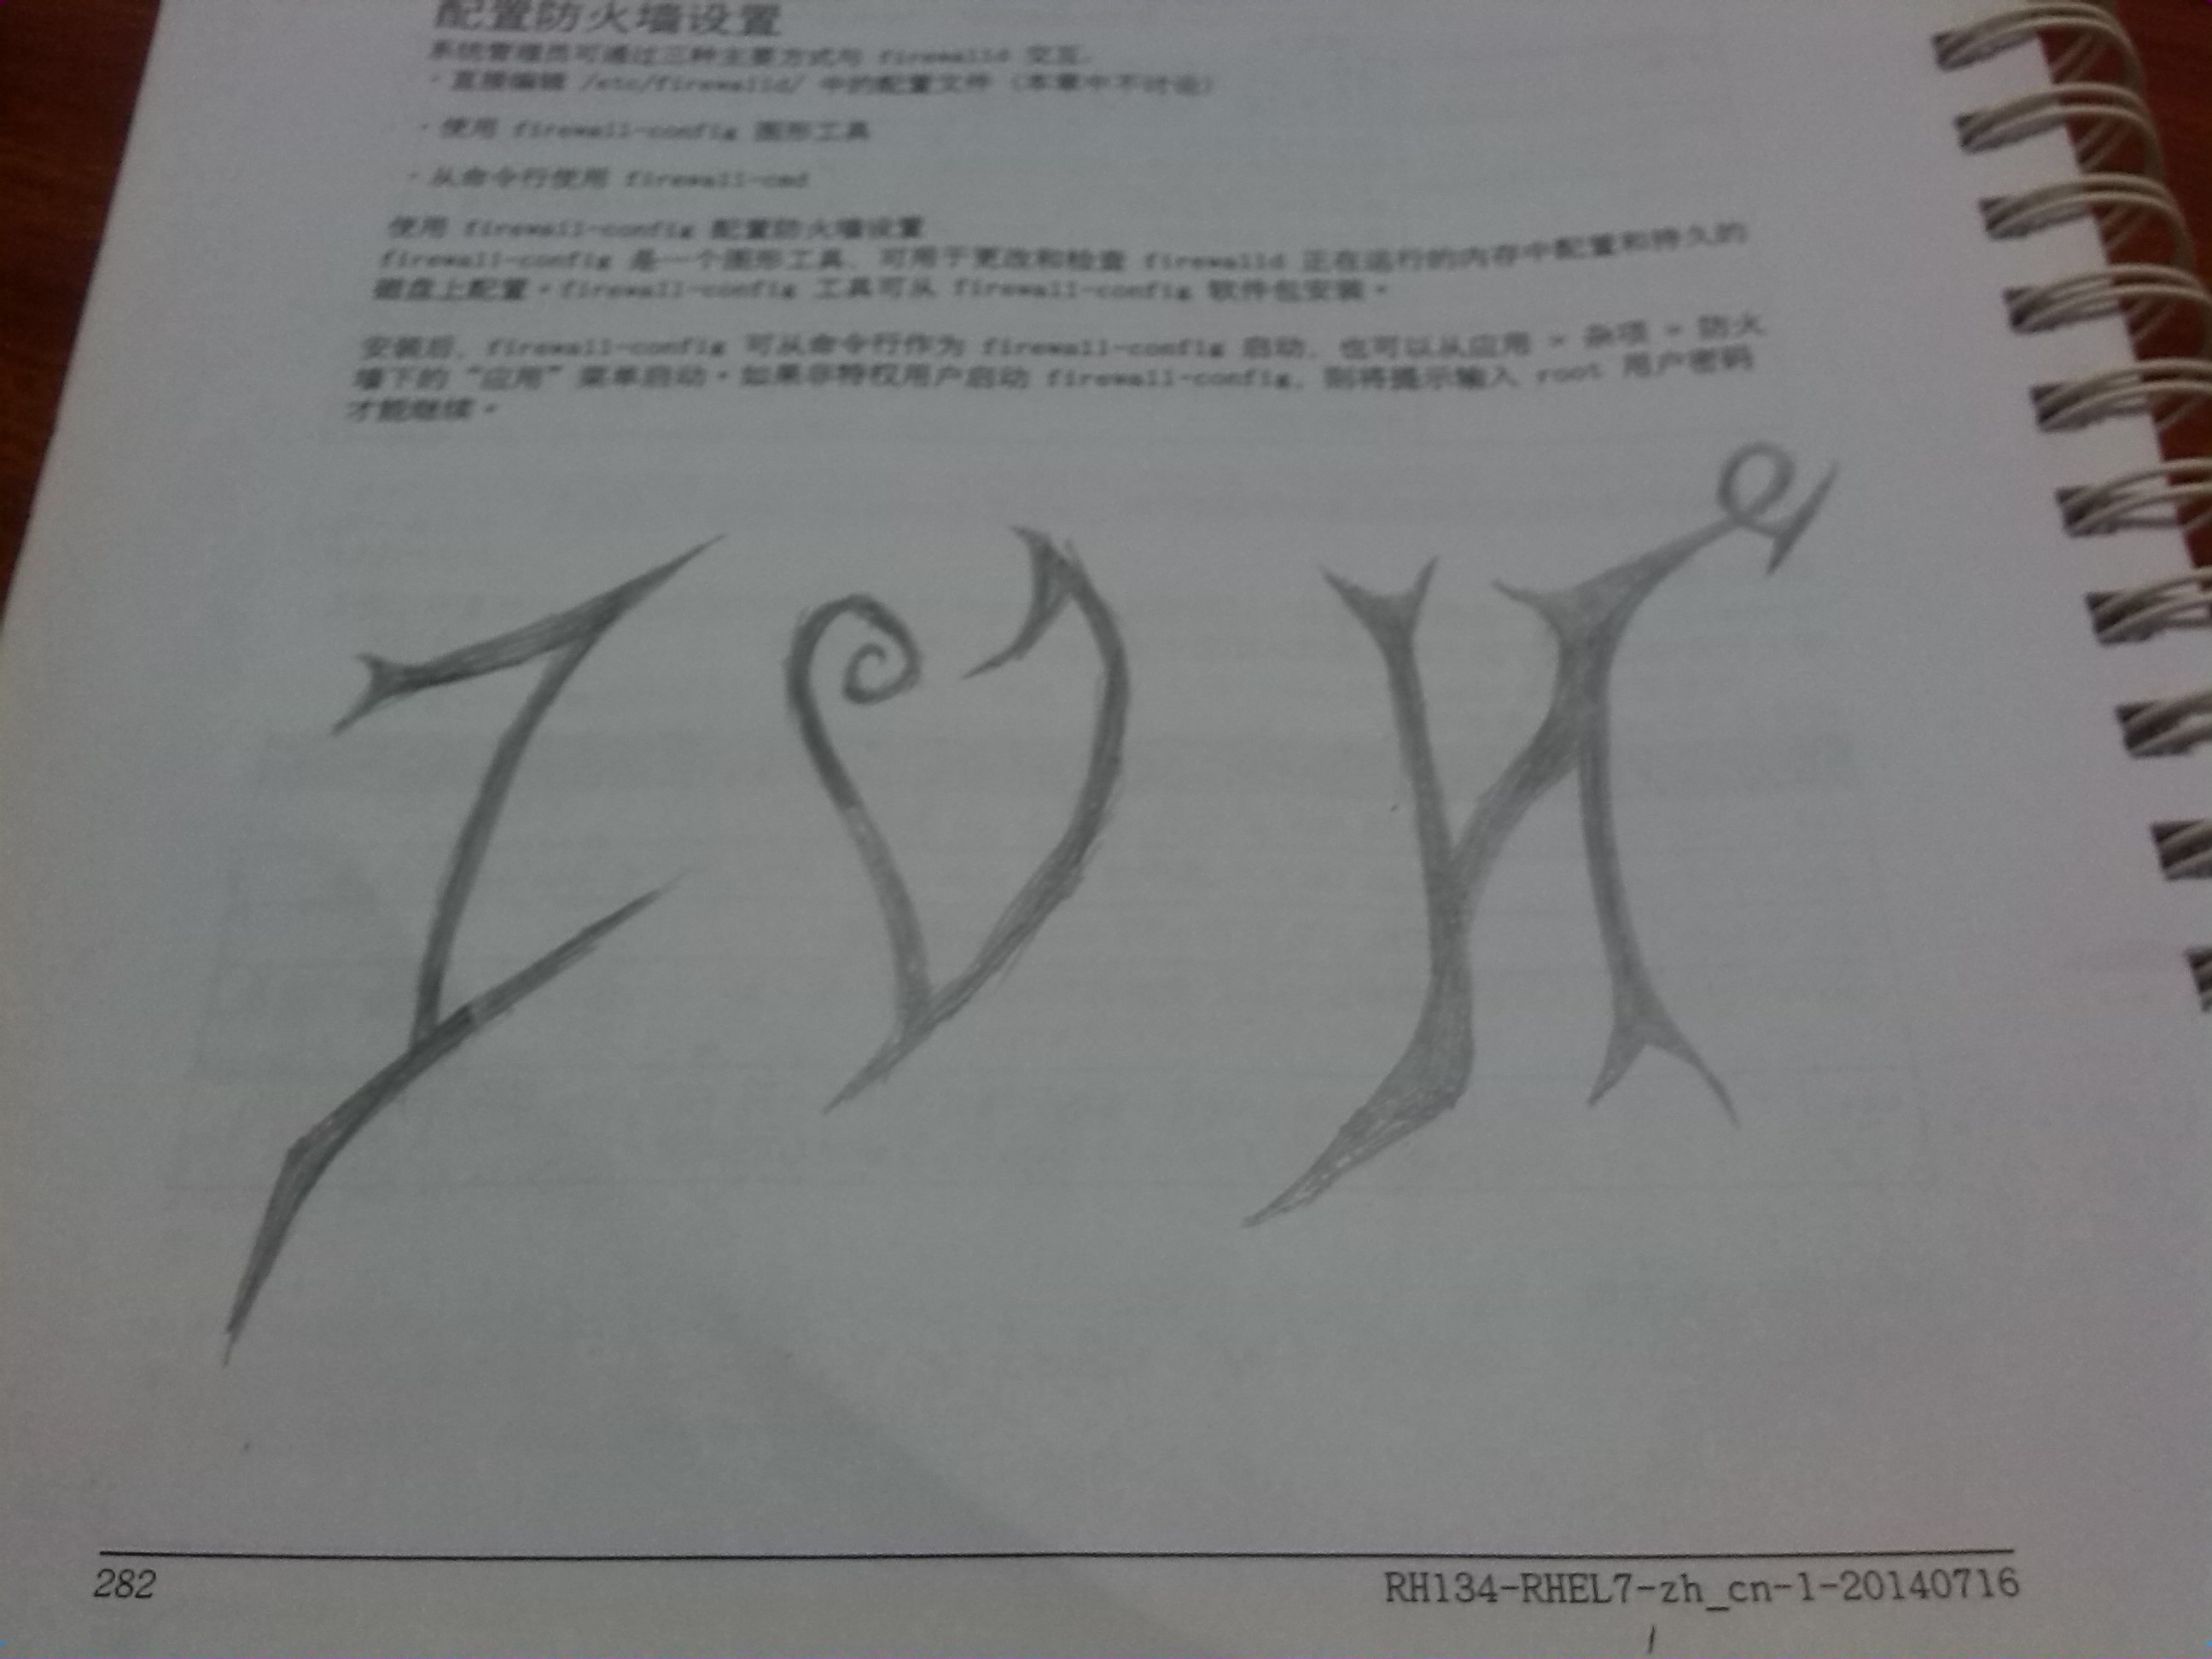 配置防火墙设置
系统管理员可通过三种主要方式与 firewalld 交互：
· 直接编辑 /etc/firewalld/ 中的配置文件（本章中不讨论）
· 使用 firewall-config 图形工具
· 从命令行使用 firewall-cmd
使用 firewall-config 配置防火墙设置
firewall-config 是一个图形工具，可用于更改和检查 firewalld 正在运行的内存中配置和持久的
磁盘上配置。firewall-config 工具可从 firewall-config 软件包安装。
安装后，firewall-config 可从命令行作为 firewall-config 启动，也可以从应用 > 杂项 > 防火
墙下的“应用”菜单启动。如果非特权用户启动 firewall-config，则将提示输入 root 用户密码
才能继续。
282
RH134-RHEL7-zh_cn-1-20140716